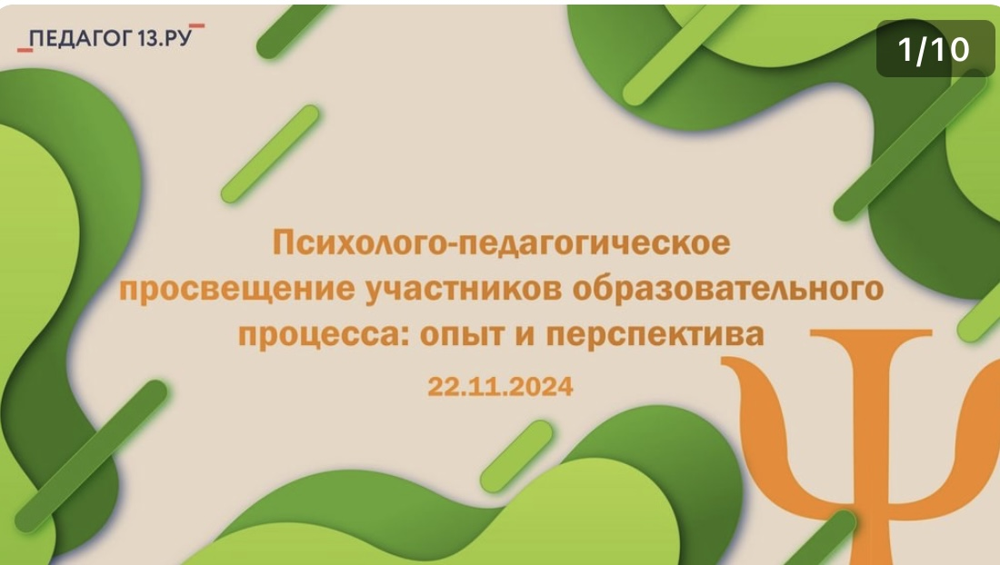 ПЕДАГОГ 13.РУ
1/10
Психолого-педагогическое
просвещение участников образовательного
процесса: опыт и перспектива
22.11.2024
Ψ